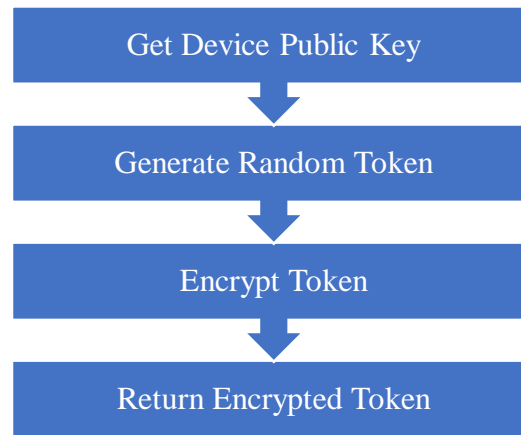 Get Device Public Key
Generate Random Token
Encrypt Token
Return Encrypted Token